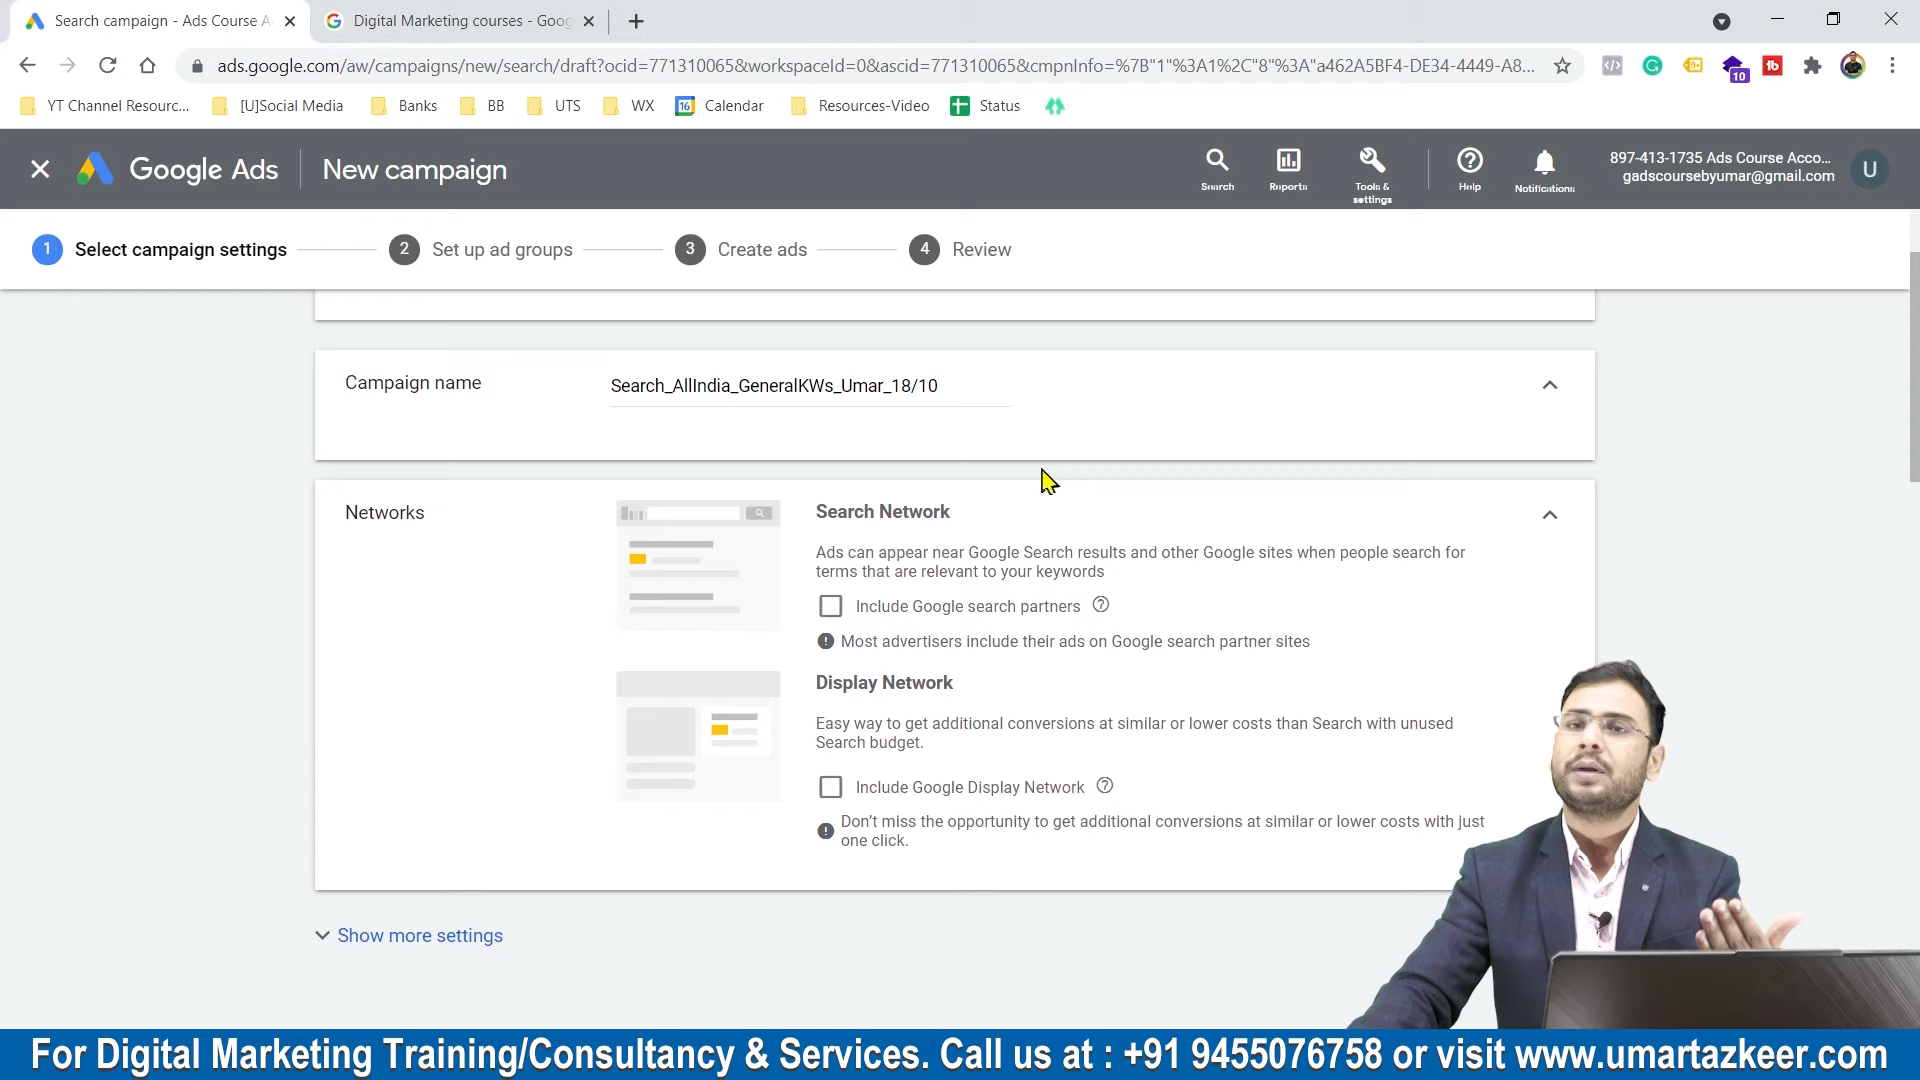 Search campaign - Ads Course A
Digital Marketing courses - Goog
ads.google.com/aw/campaigns/new/search/draft?ocid=771310065&workspaceId=0&ascid=771310065&cmpnInfo=%7B"1"%3A1%2C"8"%3A"a462A5BF4-DE34-4449-A8...
10
YT Channel Resourc...
[U]Social Media
Banks
BB
UTS
WX
16
Calendar
Resources-Video
Status
Google Ads
New campaign
Search
Reports
Tools &
settings
Help
Notifications
897-413-1735 Ads Course Acco...
gadscoursebyumar@gmail.com
U
1 Select campaign settings
2 Set up ad groups
3 Create ads
4 Review
Campaign name
Search_AllIndia_GeneralKWs_Umar_18/10
Networks
Search Network
Ads can appear near Google Search results and other Google sites when people search for
terms that are relevant to your keywords
Include Google search partners
Most advertisers include their ads on Google search partner sites
Display Network
Easy way to get additional conversions at similar or lower costs than Search with unused
Search budget.
Include Google Display Network
Don't miss the opportunity to get additional conversions at similar or lower costs with just
one click.
Show more settings
For Digital Marketing Training/Consultancy & Services. Call us at : +91 9455076758 or visit www.umartazkeer.com